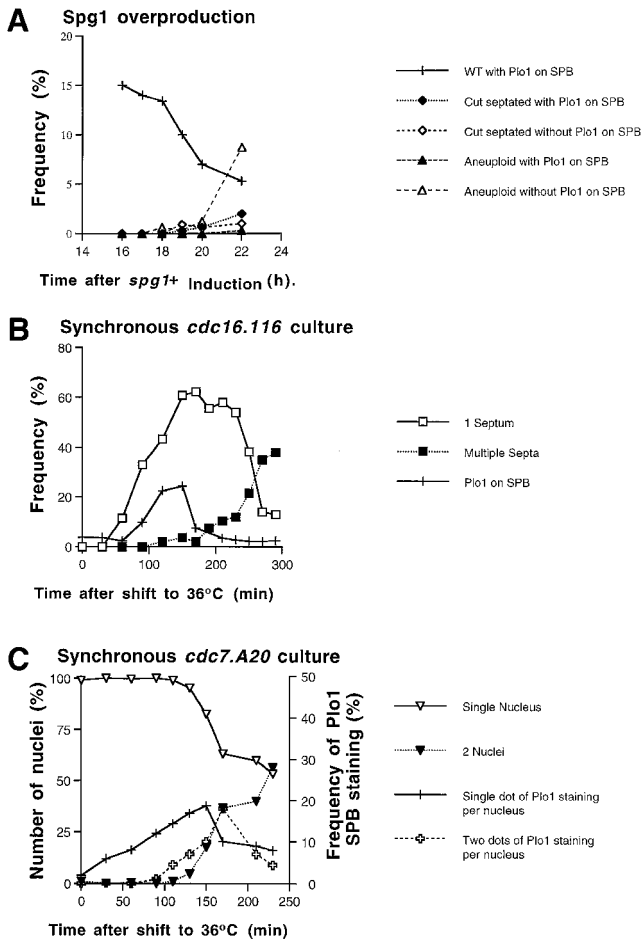 A
Spg1 overproduction
Frequency (%)
20
15
10
5
0
14 16 18 20 22 24
Time after spg1+ Induction (h).
WT with Plo1 on SPB
Cut septated with Plo1 on SPB
Cut septated without Plo1 on SPB
Aneuploid with Plo1 on SPB
Aneuploid without Plo1 on SPB
B
Synchronous cdc16.116 culture
Frequency (%)
80
60
40
20
0
0 100 200 300
Time after shift to 36ºC (min)
1 Septum
Multiple Septa
Plo1 on SPB
C
Synchronous cdc7.A20 culture
Number of nuclei (%)
100
75
50
25
0
0 50 100 150 200 250
50
40
30
20
10
0
Frequency of Plo1
SPB staining (%)
Time after shift to 36ºC (min)
Single Nucleus
2 Nuclei
Single dot of Plo1 staining
per nucleus
Two dots of Plo1 staining
per nucleus